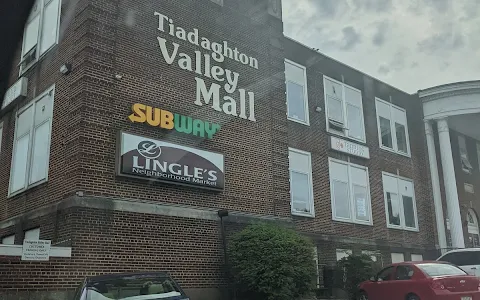 Tiadaghton
Valley
Mall
SUBWAY
L
LINGLE'S
Neighborhood Market